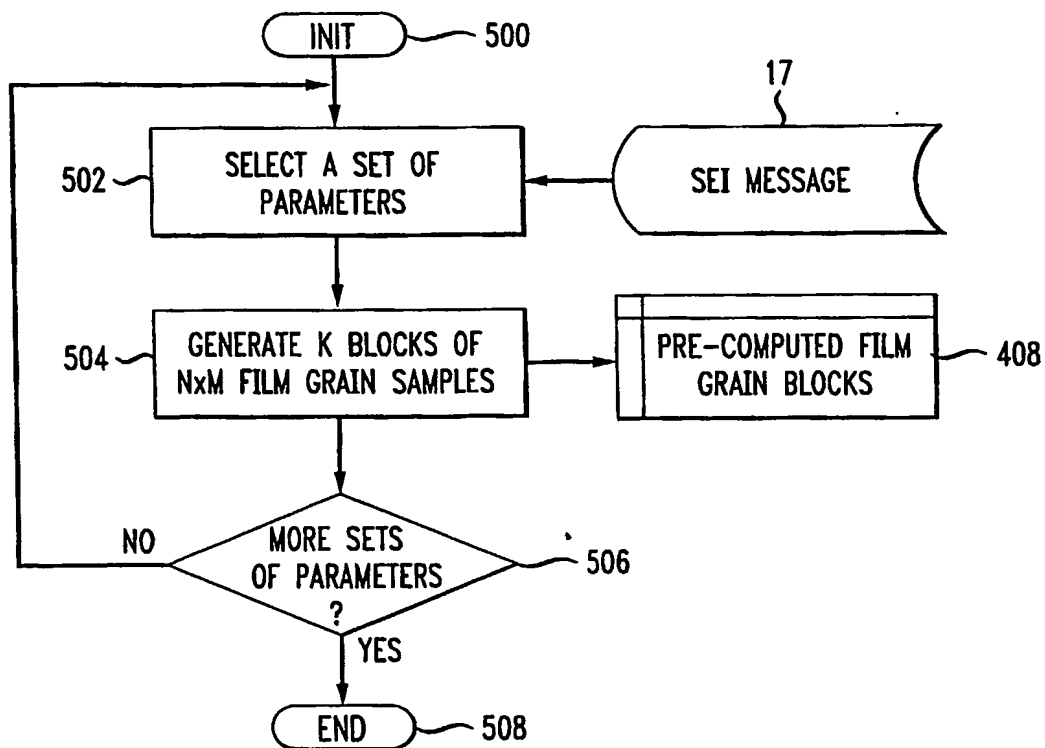 INIT
500
17
502
SELECT A SET OF
PARAMETERS
SEI MESSAGE
504
GENERATE K BLOCKS OF
NxM FILM GRAIN SAMPLES
PRE-COMPUTED FILM
GRAIN BLOCKS
408
NO
MORE SETS
OF PARAMETERS
?
506
YES
END
508